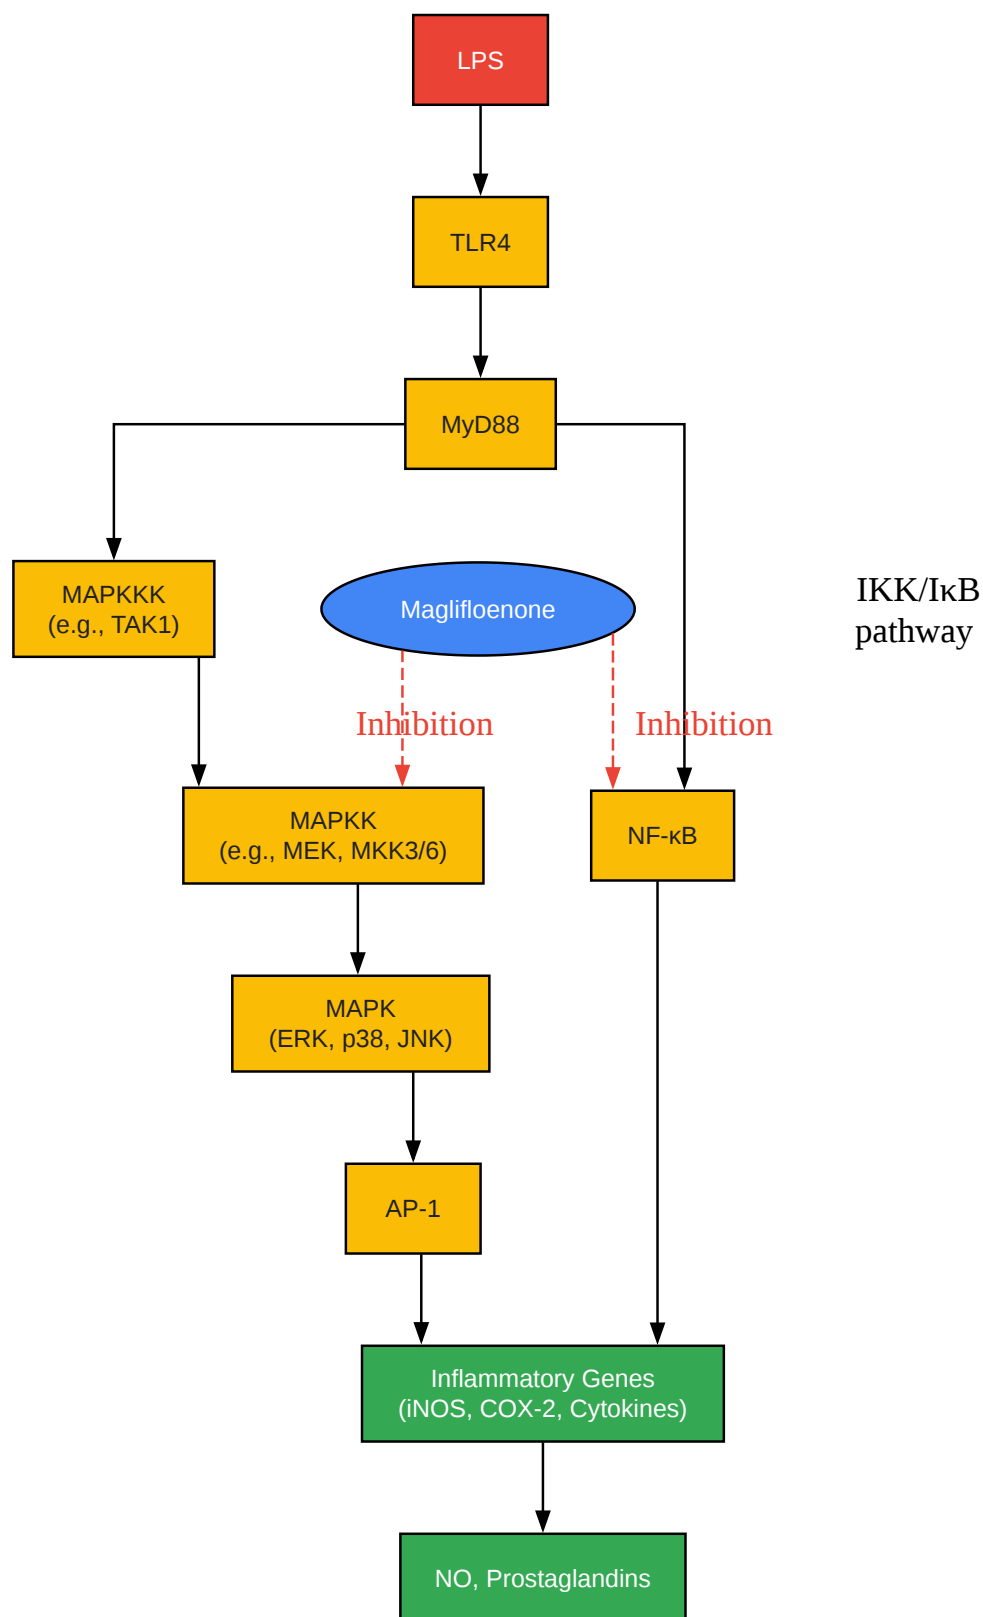 LPS
TLR4
MyD88
MAPKKK
(e.g., TAK1)
Maglifloenone
IKK/IκB
pathway
Inhibition
Inhibition
MAPKK
(e.g., MEK, MKK3/6)
NF-κB
MAPK
(ERK, p38, JNK)
AP-1
Inflammatory Genes
(iNOS, COX-2, Cytokines)
NO, Prostaglandins